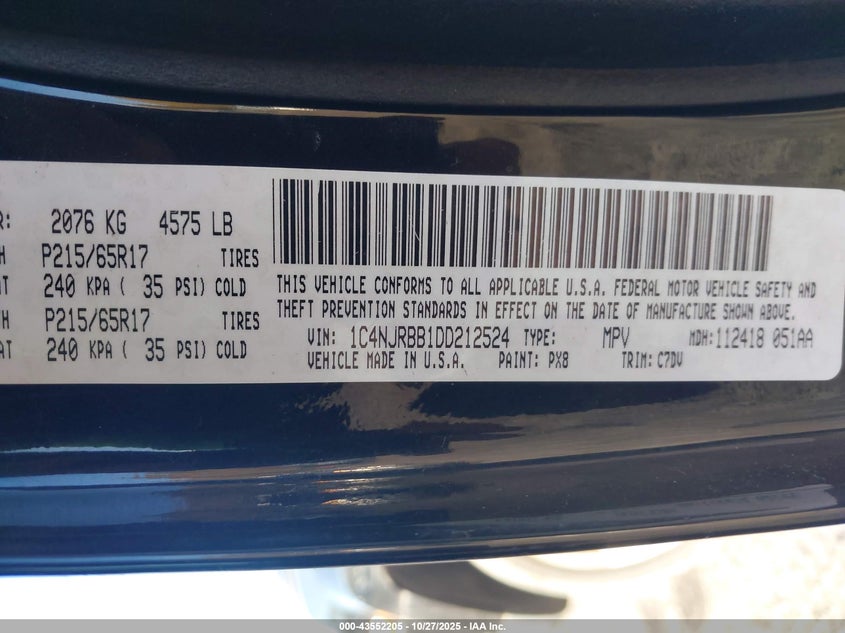 R: 2076 KG 4575 LB
H P215/65R17 TIRES
AT 240 KPA ( 35 PSI) COLD
H P215/65R17 TIRES
AT 240 KPA ( 35 PSI) COLD
THIS VEHICLE CONFORMS TO ALL APPLICABLE U.S.A. FEDERAL MOTOR VEHICLE SAFETY AND
THEFT PREVENTION STANDARDS IN EFFECT ON THE DATE OF MANUFACTURE SHOWN ABOVE.
VIN: 1C4NJRBB1DD212524 TYPE: MPV MDH: 112418 051AA
VEHICLE MADE IN U.S.A. PAINT: PX8 TRIM: C7DV
000-43552205 - 10/27/2025 - IAA Inc.